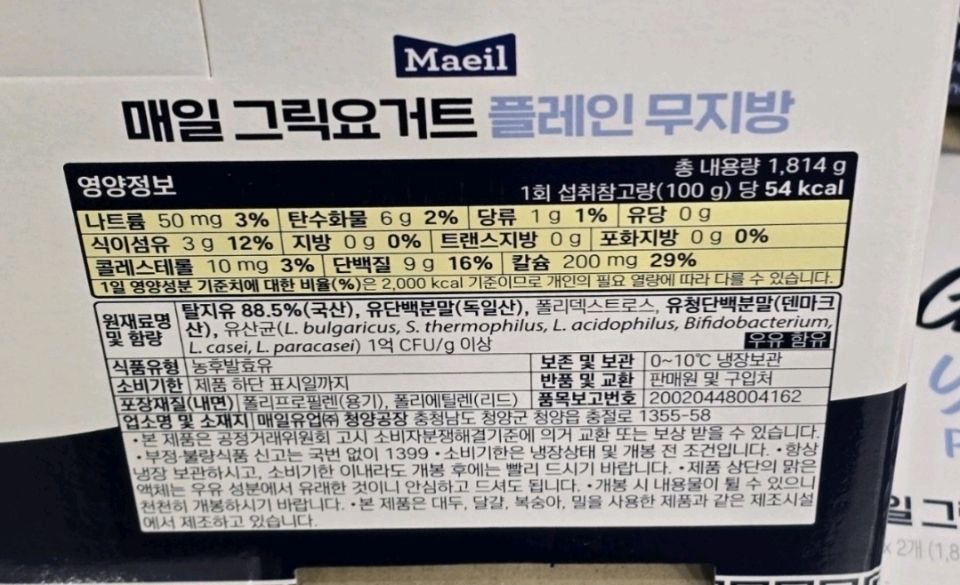 Maeil
매일 그릭요거트 플레인 무지방
총 내용량 1,814 g
영양정보
1회 섭취참고량(100 g) 당 54 kcal
나트륨 50 mg 3% 탄수화물 6 g 2% 당류 1 g 1% 유당 0 g
식이섬유 3 g 12% 지방 0 g 0% 트랜스지방 0 g 포화지방 0 g 0%
콜레스테롤 10 mg 3% 단백질 9 g 16% 칼슘 200 mg 29%
1일 영양성분 기준치에 대한 비율(%)은 2,000 kcal 기준이므로 개인의 필요 열량에 따라 다를 수 있습니다.
원재료명 및 함량
탈지유 88.5%(국산), 유단백분말(독일산), 폴리덱스트로스, 유청단백분말(덴마크
산), 유산균(L. bulgaricus, S. thermophilus, L. acidophilus, Bifidobacterium,
L. casei, L. paracasei) 1억 CFU/g 이상
우유 함유
식품유형 농후발효유 보존 및 보관 0~10℃ 냉장보관
소비기한 제품 하단 표시일까지 반품 및 교환 판매원 및 구입처
포장재질(내면) 폴리프로필렌(용기), 폴리에틸렌(리드) 품목보고번호 20020448004162
업소명 및 소재지 매일유업㈜ 청양공장 충청남도 청양군 청양읍 충절로 1355-58
•본 제품은 공정거래위원회 고시 소비자분쟁해결기준에 의거 교환 또는 보상 받을 수 있습니다.
•부정·불량식품 신고는 국번 없이 1399 •소비기한은 냉장상태 및 개봉 전 조건입니다. •항상
냉장 보관하시고, 소비기한 이내라도 개봉 후에는 빨리 드시기 바랍니다. •제품 상단의 맑은
액체는 우유 성분에서 유래한 것이니 안심하고 드셔도 됩니다. •개봉 시 내용물이 튈 수 있으니
천천히 개봉하시기 바랍니다. •본 제품은 대두, 달걀, 복숭아, 밀을 사용한 제품과 같은 제조시설
에서 제조하고 있습니다.
일 그
x 2개 (1,8